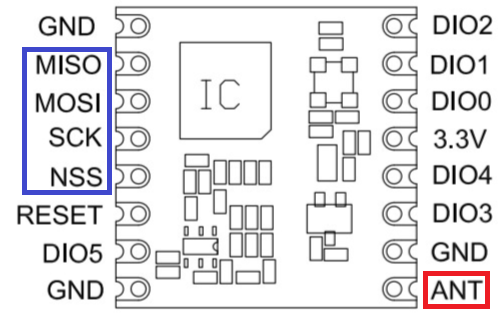 GND
MISO
MOSI
SCK
NSS
RESET
DIO5
GND
IC
DIO2
DIO1
DIO0
3.3V
DIO4
DIO3
GND
ANT